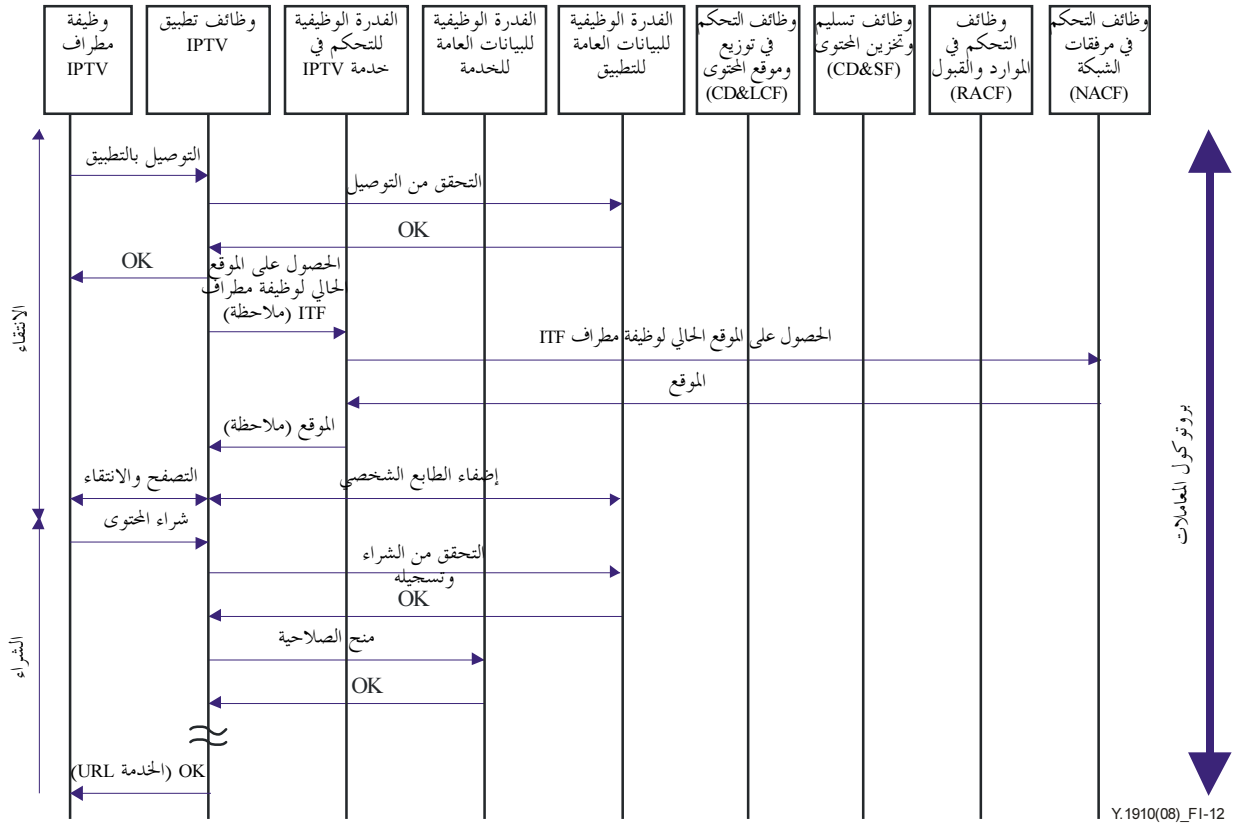 وظيفة
مطراف
IPTV
وظائف تطبيق
IPTV
القدرة الوظيفية
للتحكم في
خدمة IPTV
القدرة الوظيفية
للبيانات العامة
للخدمة
القدرة الوظيفية
للبيانات العامة
للتطبيق
وظائف التحكم
في توزيع
وموقع المحتوى
(CD&LCF)
وظائف تسليم
وتخزين المحتوى
(CD&SF)
وظائف
التحكم في
الموارد والقبول
(RACF)
وظائف التحكم
في مرفقات
الشبكة
(NACF)
التوصيل بالتطبيق
التحقق من التوصيل
OK
OK
الحصول على الموقع
لحالي لوظيفة مطراف
ITF (ملاحظة)
الحصول على الموقع الحالي لوظيفة مطراف ITF
الموقع
الموقع (ملاحظة)
التصفح والانتقاء
إضفاء الطابع الشخصي
شراء المحتوى
التحقق من الشراء
وتسجيله
OK
منح الصلاحية
OK
OK (الخدمة URL)
الانتقاء
الشراء
بروتوكول المعاملات
Y.1910(08)_FI-12